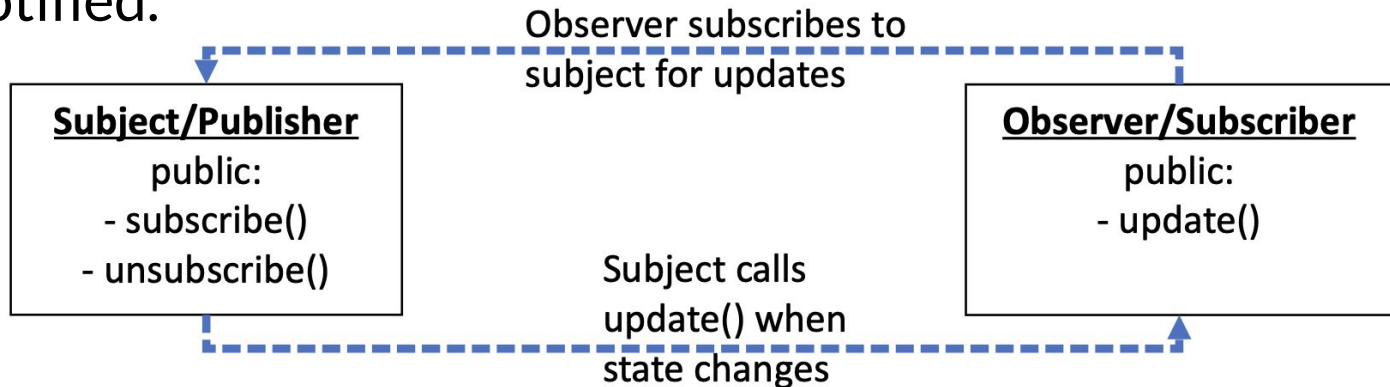 Observer subscribes to
subject for updates
Subject/Publisher
public:
- subscribe()
- unsubscribe()
Observer/Subscriber
public:
- update()
Subject calls
update() when
state changes